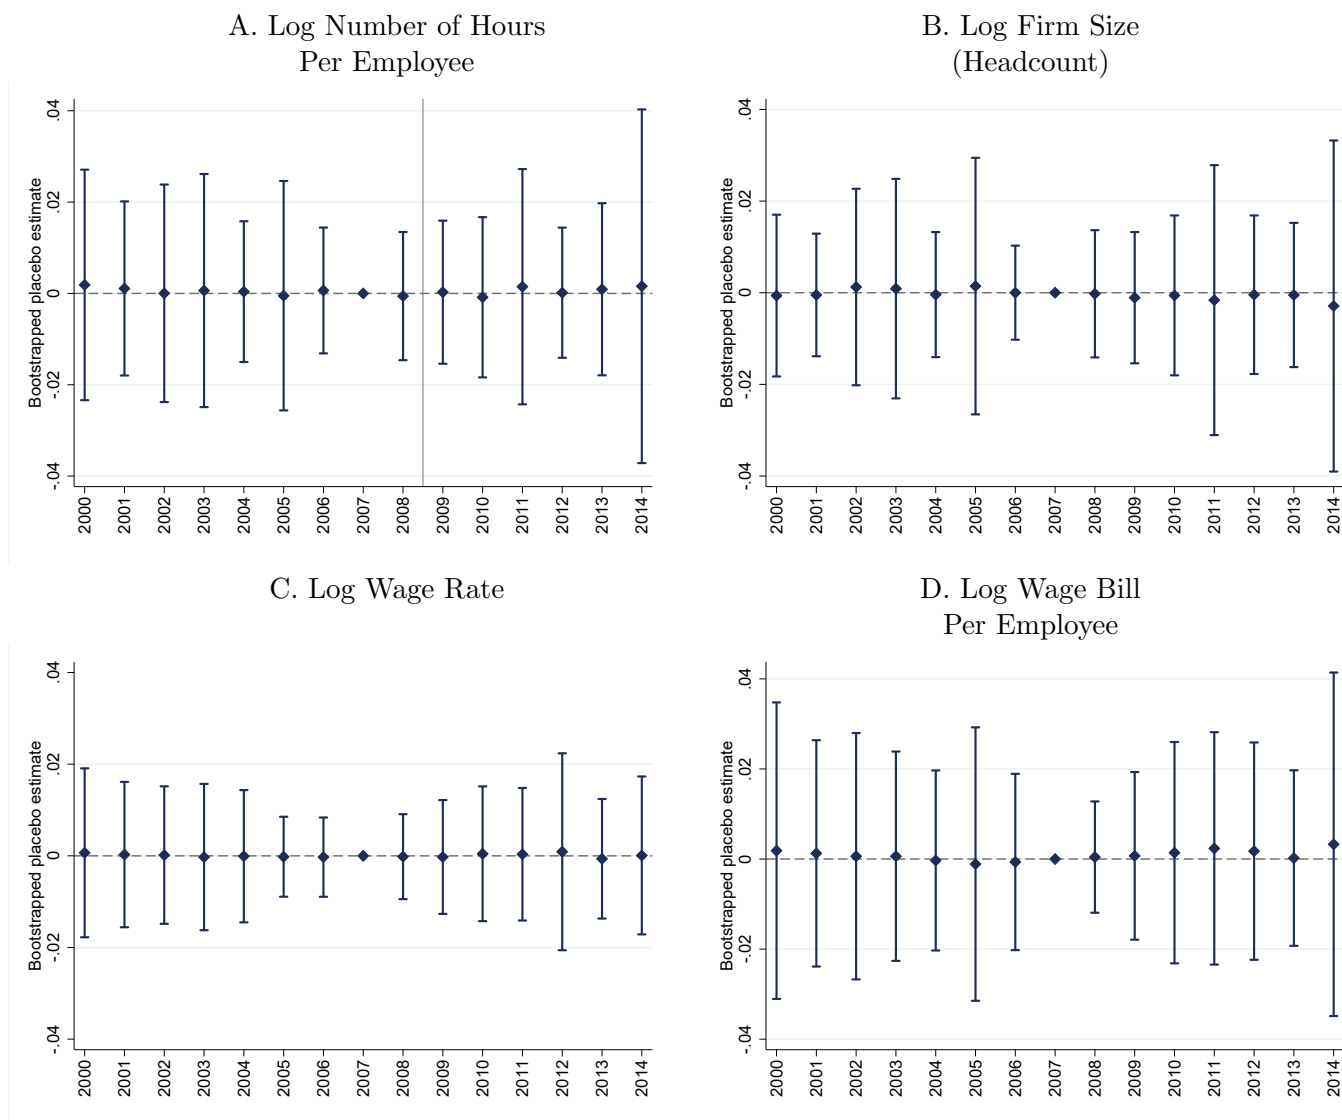 A. Log Number of Hours
Per Employee
Bootstrapped placebo estimate
.04
.02
0
-.02
-.04
2000 2001 2002 2003 2004 2005 2006 2007 2008 2009 2010 2011 2012 2013 2014
B. Log Firm Size
(Headcount)
Bootstrapped placebo estimate
.04
.02
0
-.02
-.04
2000 2001 2002 2003 2004 2005 2006 2007 2008 2009 2010 2011 2012 2013 2014
C. Log Wage Rate
Bootstrapped placebo estimate
.04
.02
0
-.02
-.04
2000 2001 2002 2003 2004 2005 2006 2007 2008 2009 2010 2011 2012 2013 2014
D. Log Wage Bill
Per Employee
Bootstrapped placebo estimate
.04
.02
0
-.02
-.04
2000 2001 2002 2003 2004 2005 2006 2007 2008 2009 2010 2011 2012 2013 2014